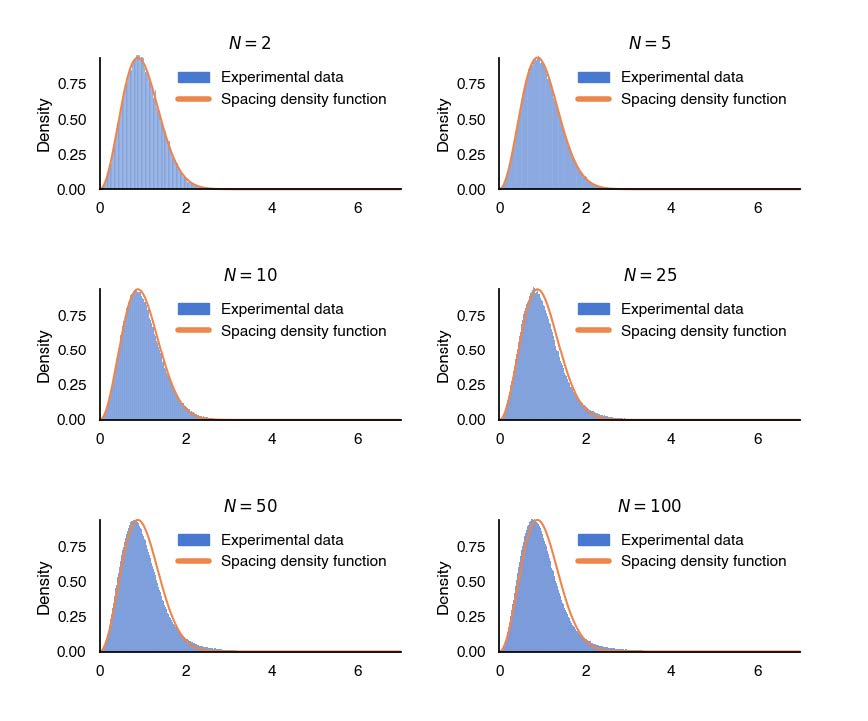 N = 2
Experimental data
Spacing density function
Density
0.75
0.50
0.25
0.00
0 2 4 6
N = 5
Experimental data
Spacing density function
Density
0.75
0.50
0.25
0.00
0 2 4 6
N = 10
Experimental data
Spacing density function
Density
0.75
0.50
0.25
0.00
0 2 4 6
N = 25
Experimental data
Spacing density function
Density
0.75
0.50
0.25
0.00
0 2 4 6
N = 50
Experimental data
Spacing density function
Density
0.75
0.50
0.25
0.00
0 2 4 6
N = 100
Experimental data
Spacing density function
Density
0.75
0.50
0.25
0.00
0 2 4 6